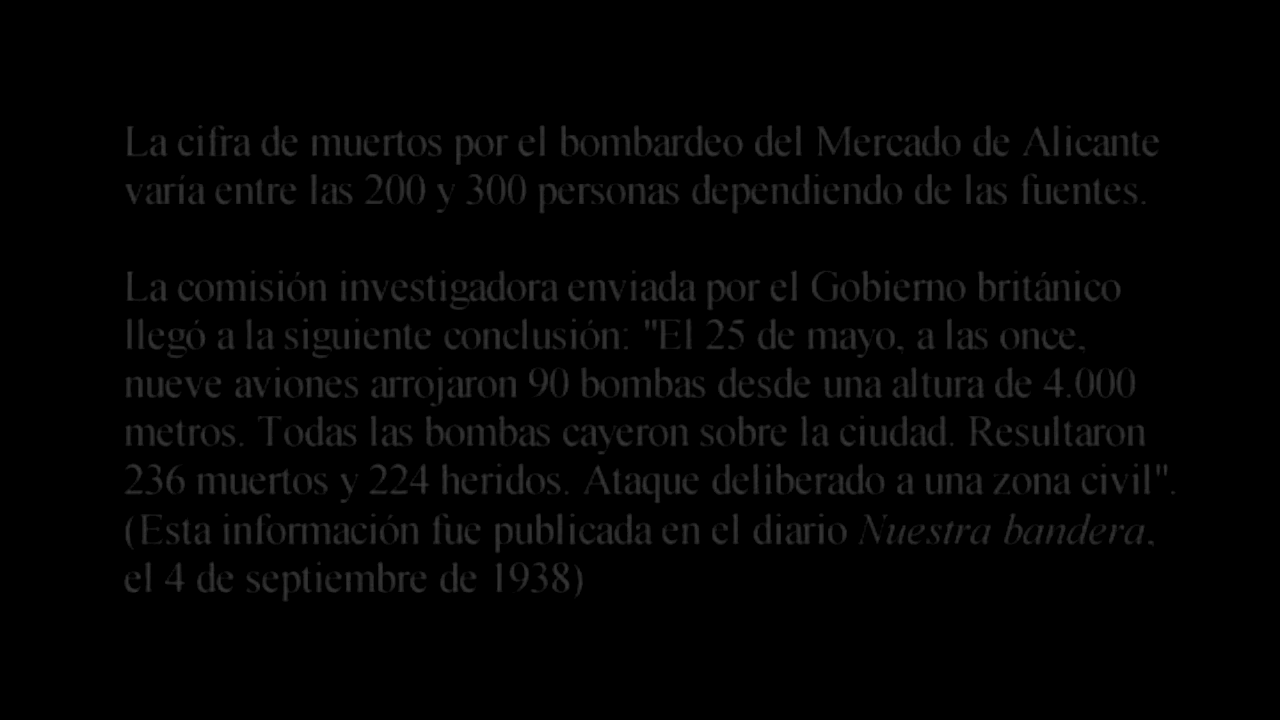 La cifra de muertos por el bombardeo del Mercado de Alicante
varía entre las 200 y 300 personas dependiendo de las fuentes.
La comisión investigadora enviada por el Gobierno británico
llegó a la siguiente conclusión: "El 25 de mayo, a las once,
nueve aviones arrojaron 90 bombas desde una altura de 4.000
metros. Todas las bombas cayeron sobre la ciudad. Resultaron
236 muertos y 224 heridos. Ataque deliberado a una zona civil".
(Esta información fue publicada en el diario Nuestra bandera,
el 4 de septiembre de 1938)